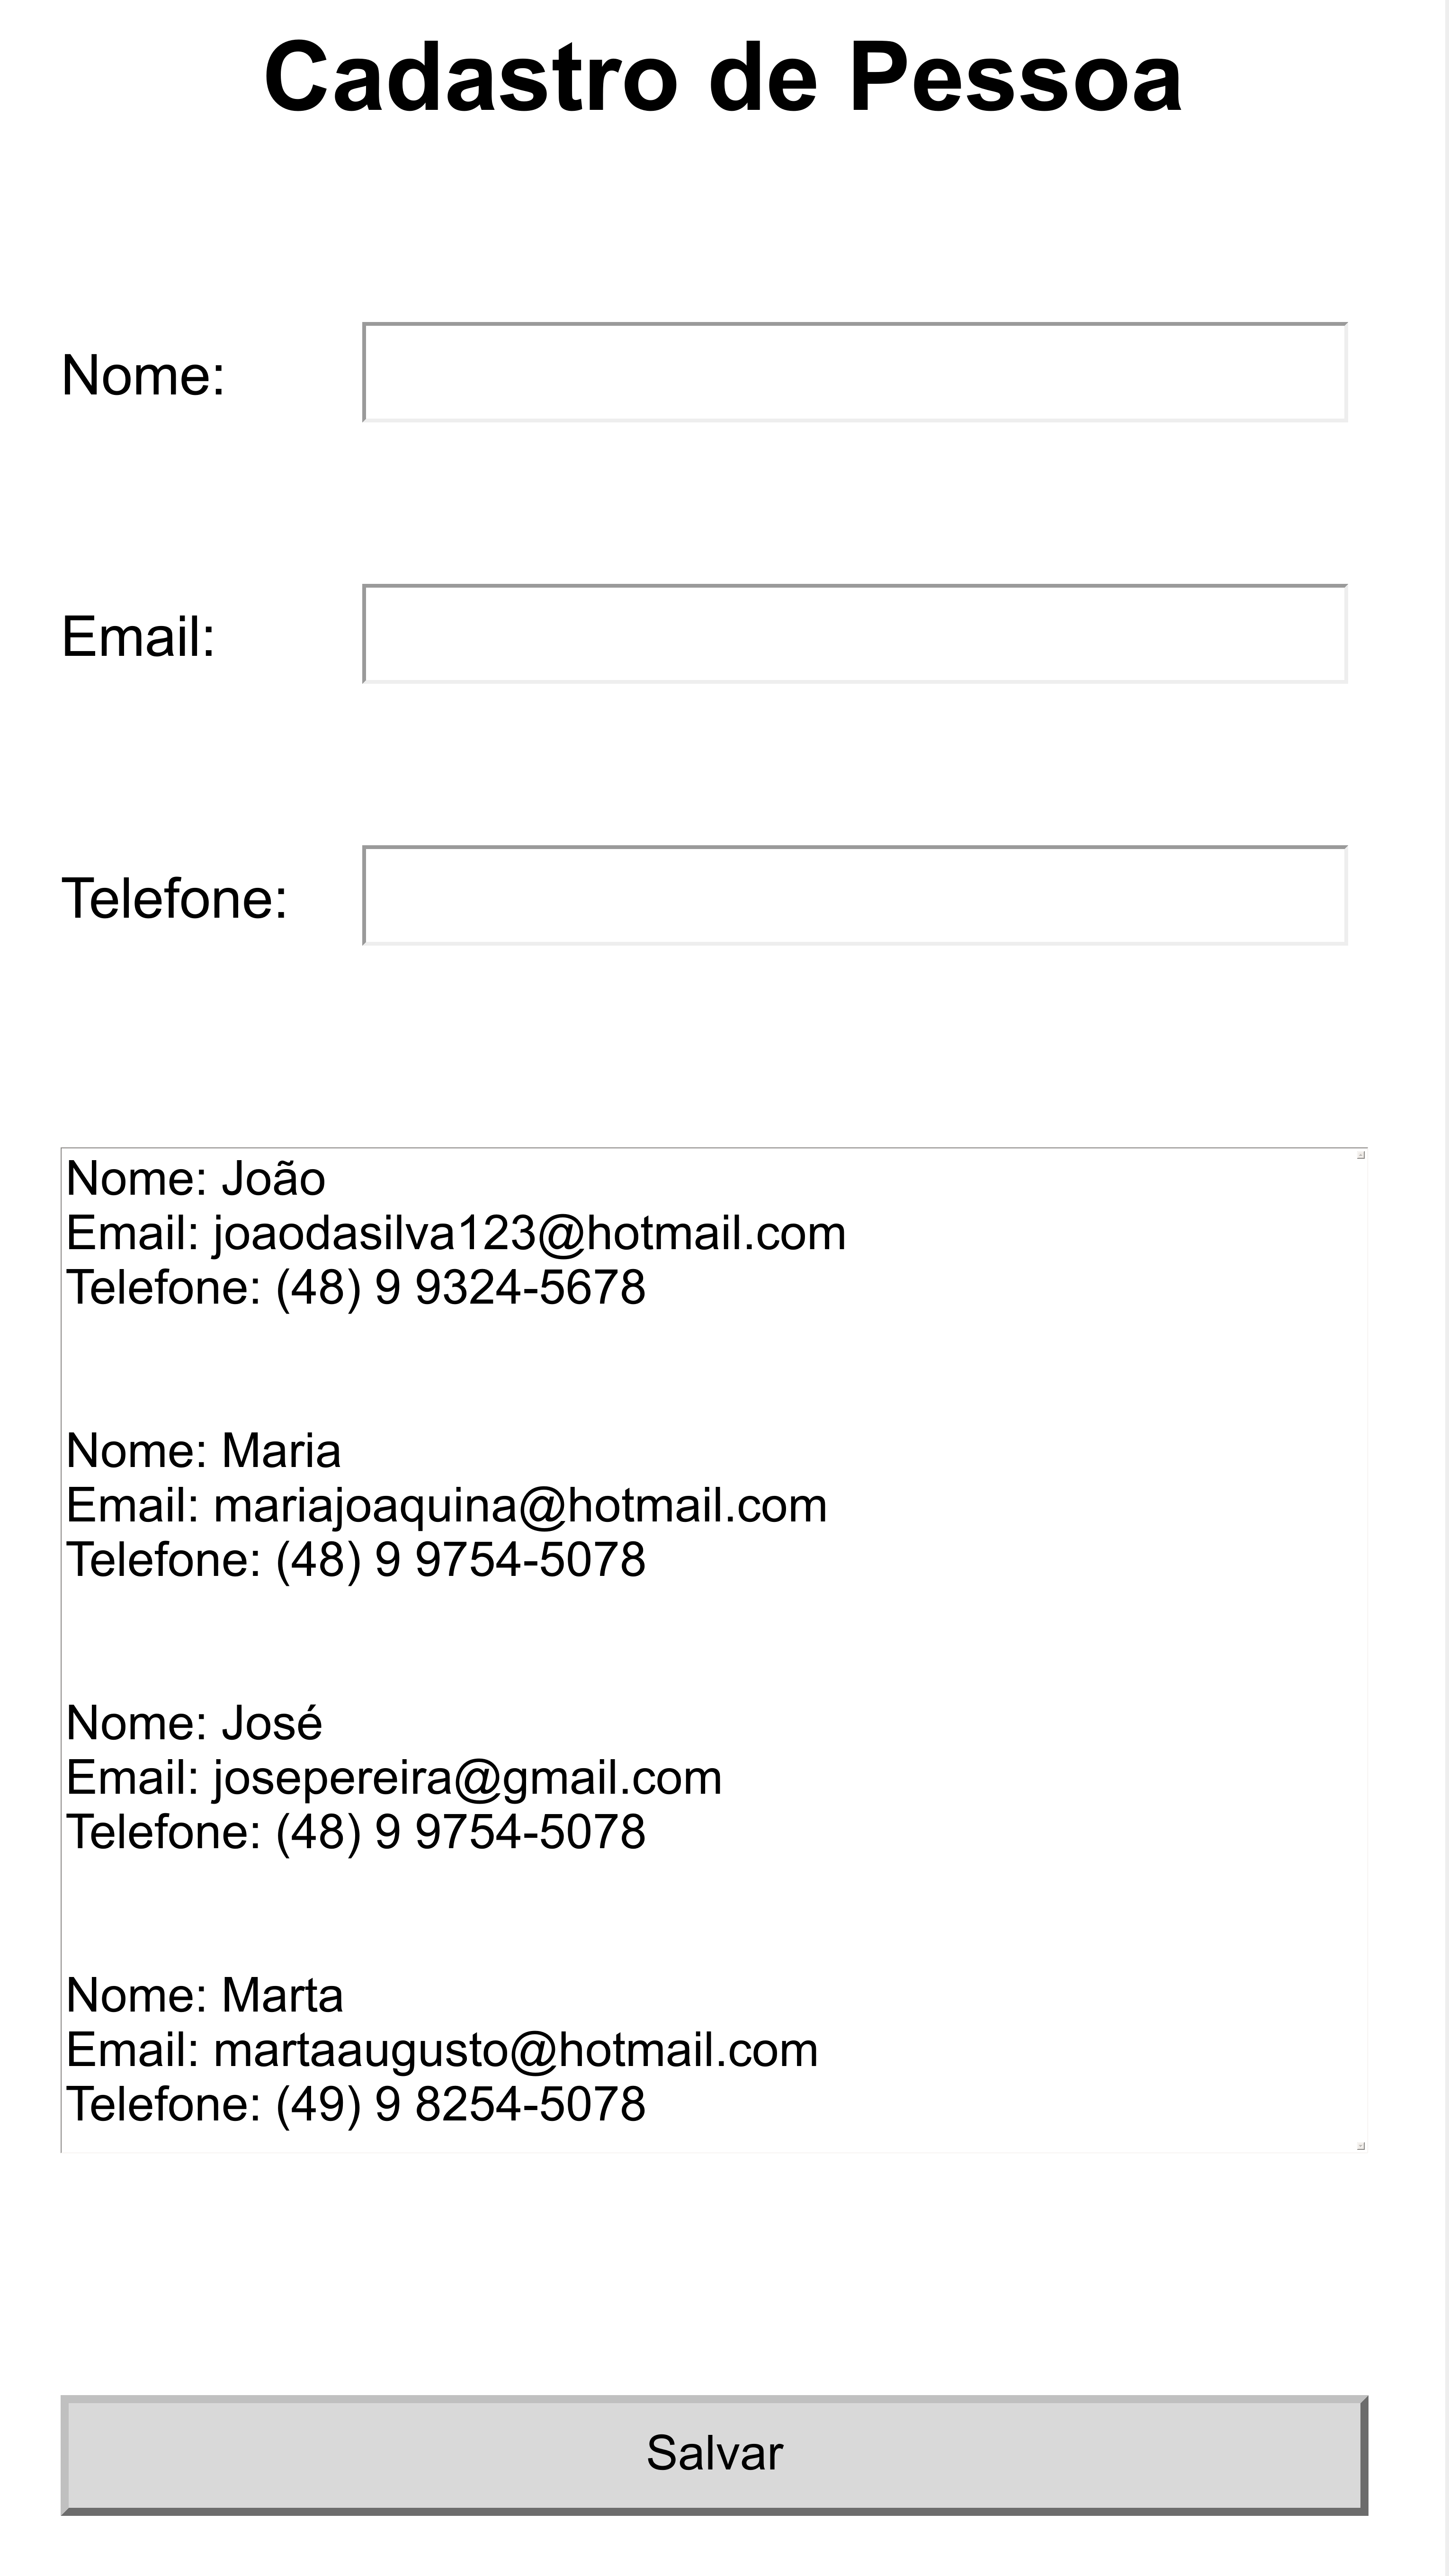 Cadastro de Pessoa
Nome:
Email:
Telefone:
Nome: João
Email: joaodasilva123@hotmail.com
Telefone: (48) 9 9324-5678
Nome: Maria
Email: mariajoaquina@hotmail.com
Telefone: (48) 9 9754-5078
Nome: José
Email: josepereira@gmail.com
Telefone: (48) 9 9754-5078
Nome: Marta
Email: martaaugusto@hotmail.com
Telefone: (49) 9 8254-5078
Salvar